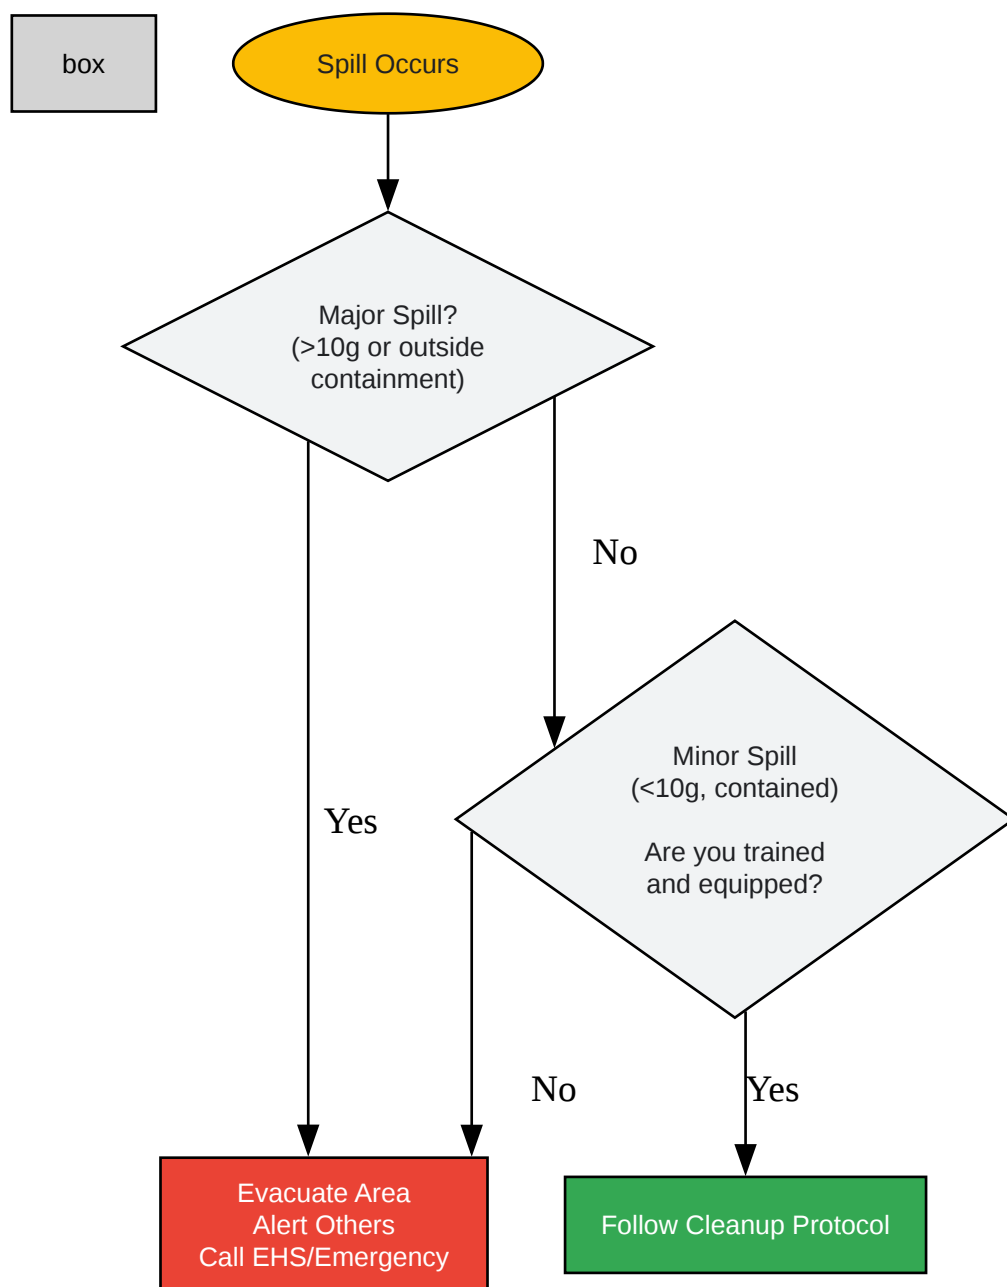 box
Spill Occurs
Major Spill?
(>10g or outside
containment)
No
Minor Spill
(<10g, contained)
Are you trained
and equipped?
Yes
No
Yes
Evacuate Area
Alert Others
Call EHS/Emergency
Follow Cleanup Protocol